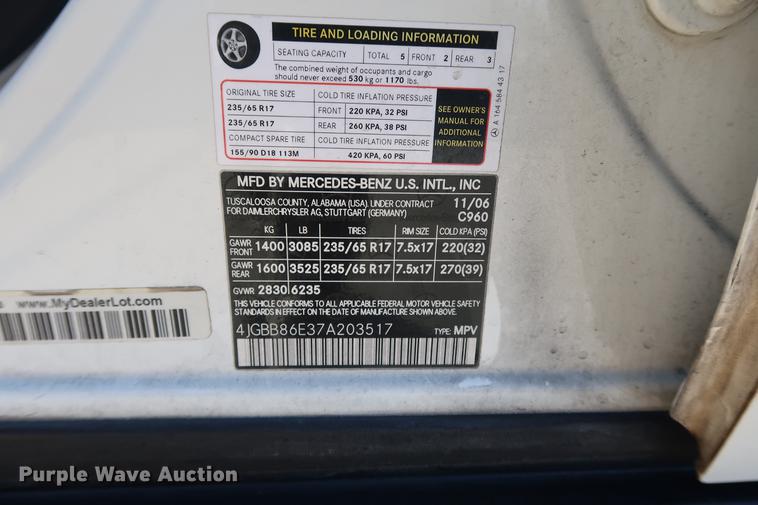 TIRE AND LOADING INFORMATION
SEATING CAPACITY TOTAL 5 FRONT 2 REAR 3
The combined weight of occupants and cargo
should never exceed 530 kg or 1170 lbs.
ORIGINAL TIRE SIZE COLD TIRE INFLATION PRESSURE
235/65 R17 FRONT 220 KPA, 32 PSI
235/65 R17 REAR 260 KPA, 38 PSI
COMPACT SPARE TIRE COLD TIRE INFLATION PRESSURE
155/90 D18 113M 420 KPA, 60 PSI
SEE OWNER'S
MANUAL FOR
ADDITIONAL
INFORMATION
A 164 584 43 17
MFD BY MERCEDES-BENZ U.S. INTL., INC
TUSCALOOSA COUNTY, ALABAMA (USA). UNDER CONTRACT 11/06
FOR DAIMLERCHRYSLER AG, STUTTGART (GERMANY) C960
KG LB TIRES RIM SIZE COLD KPA (PSI)
GAWR FRONT 1400 3085 235/65 R17 7.5x17 220(32)
GAWR REAR 1600 3525 235/65 R17 7.5x17 270(39)
GVWR 2830 6235
THIS VEHICLE CONFORMS TO ALL APPLICABLE FEDERAL MOTOR VEHICLE SAFETY STANDARDS IN EFFECT ON THE DATE OF MANUFACTURE SHOWN ABOVE.
4JGBB86E37A203517 TYPE: MPV
www.MyDealerLot.com
Purple Wave Auction